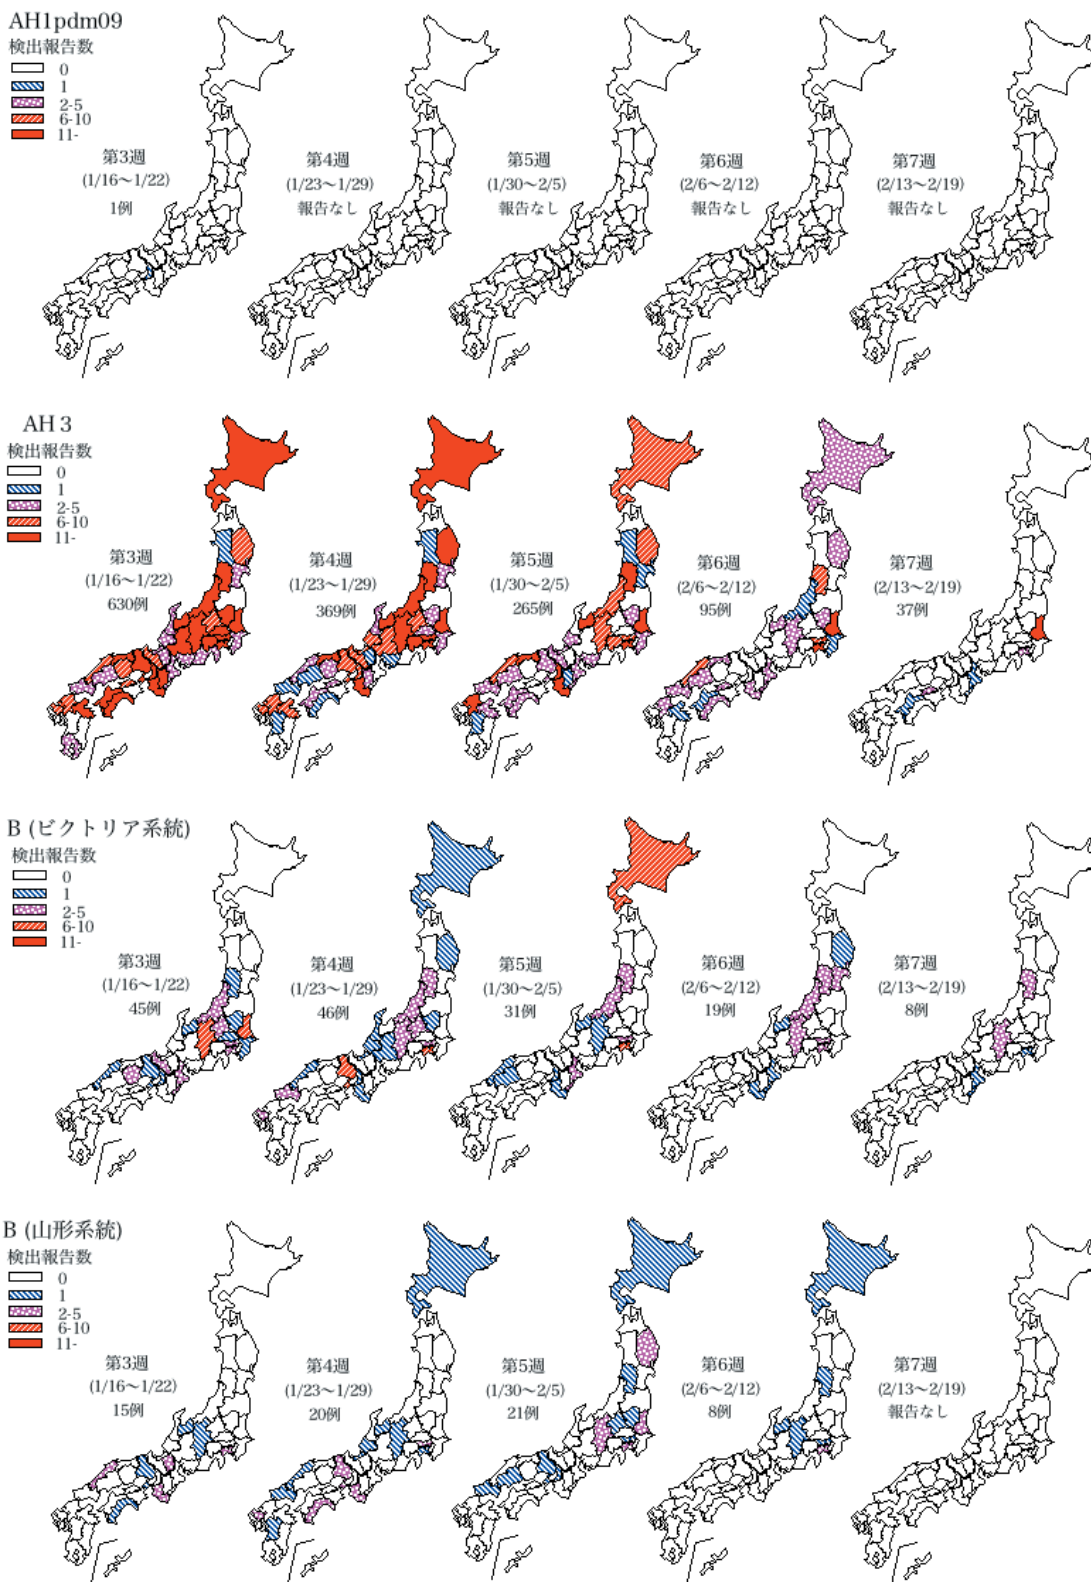 AH1pdm09
検出報告数
0
1
2-5
6-10
11-
第3週
(1/16～1/22)
1例
第4週
(1/23～1/29)
報告なし
第5週
(1/30～2/5)
報告なし
第6週
(2/6～2/12)
報告なし
第7週
(2/13～2/19)
報告なし
AH 3
検出報告数
0
1
2-5
6-10
11-
第3週
(1/16～1/22)
630例
第4週
(1/23～1/29)
369例
第5週
(1/30～2/5)
265例
第6週
(2/6～2/12)
95例
第7週
(2/13～2/19)
37例
B (ビクトリア系統)
検出報告数
0
1
2-5
6-10
11-
第3週
(1/16～1/22)
45例
第4週
(1/23～1/29)
46例
第5週
(1/30～2/5)
31例
第6週
(2/6～2/12)
19例
第7週
(2/13～2/19)
8例
B (山形系統)
検出報告数
0
1
2-5
6-10
11-
第3週
(1/16～1/22)
15例
第4週
(1/23～1/29)
20例
第5週
(1/30～2/5)
21例
第6週
(2/6～2/12)
8例
第7週
(2/13～2/19)
報告なし